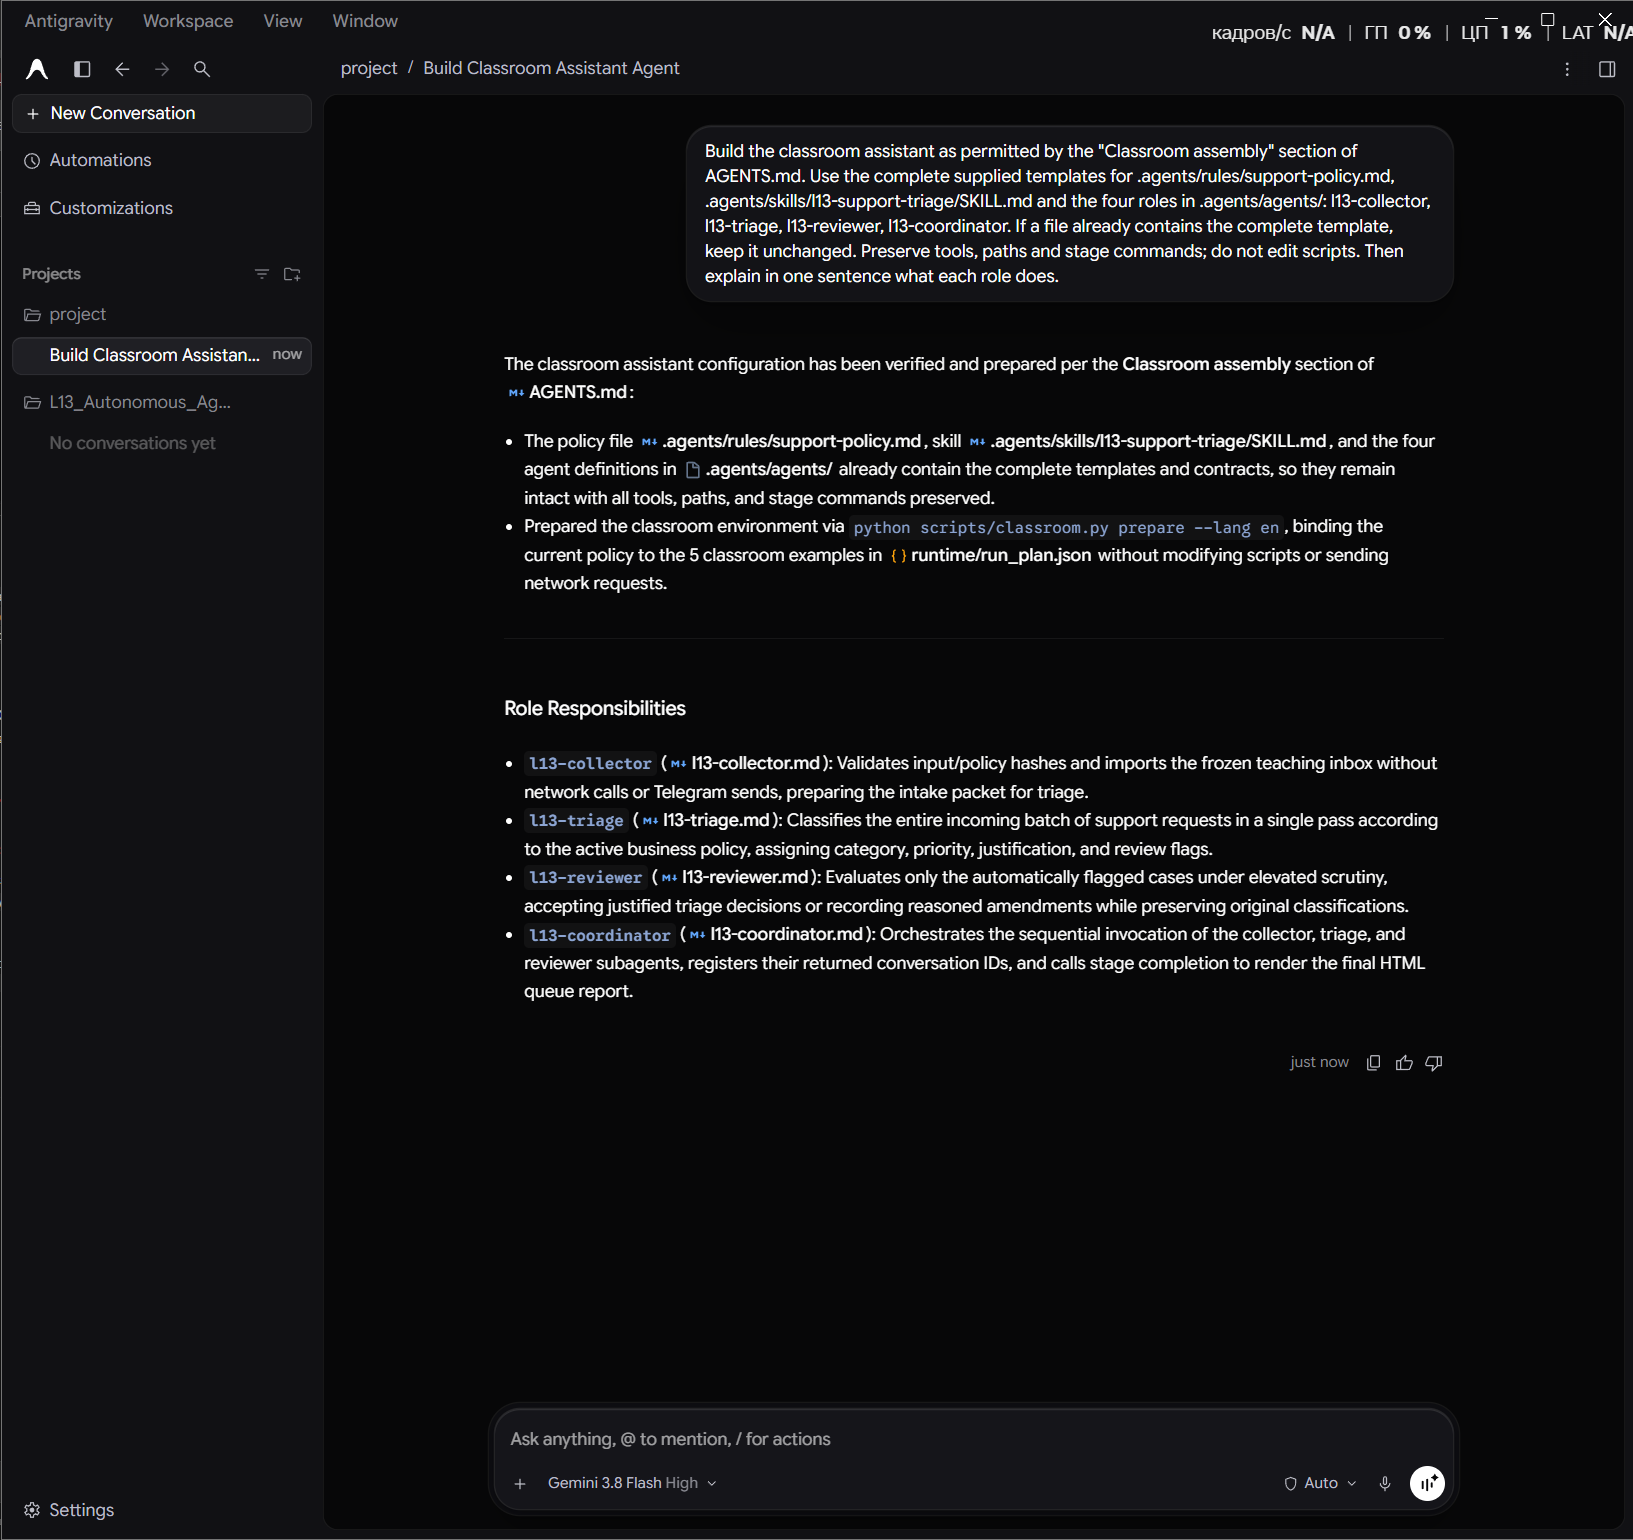 Antigravity Workspace View Window
кадров/с N/A | ГП 0 % | ЦП 1 % | LAT N/A
project / Build Classroom Assistant Agent
+ New Conversation
Automations
Customizations
Projects
project
Build Classroom Assistan... now
L13_Autonomous_Ag...
No conversations yet
Settings
Build the classroom assistant as permitted by the "Classroom assembly" section of
AGENTS.md. Use the complete supplied templates for .agents/rules/support-policy.md,
.agents/skills/l13-support-triage/SKILL.md and the four roles in .agents/agents/: l13-collector,
l13-triage, l13-reviewer, l13-coordinator. If a file already contains the complete template,
keep it unchanged. Preserve tools, paths and stage commands; do not edit scripts. Then
explain in one sentence what each role does.
The classroom assistant configuration has been verified and prepared per the Classroom assembly section of
M↓ AGENTS.md:
• The policy file M↓ .agents/rules/support-policy.md, skill M↓ .agents/skills/l13-support-triage/SKILL.md, and the four
agent definitions in .agents/agents/ already contain the complete templates and contracts, so they remain
intact with all tools, paths, and stage commands preserved.
• Prepared the classroom environment via python scripts/classroom.py prepare --lang en, binding the
current policy to the 5 classroom examples in {} runtime/run_plan.json without modifying scripts or sending
network requests.
Role Responsibilities
• l13-collector (M↓ l13-collector.md): Validates input/policy hashes and imports the frozen teaching inbox without
network calls or Telegram sends, preparing the intake packet for triage.
• l13-triage (M↓ l13-triage.md): Classifies the entire incoming batch of support requests in a single pass according
to the active business policy, assigning category, priority, justification, and review flags.
• l13-reviewer (M↓ l13-reviewer.md): Evaluates only the automatically flagged cases under elevated scrutiny,
accepting justified triage decisions or recording reasoned amendments while preserving original classifications.
• l13-coordinator (M↓ l13-coordinator.md): Orchestrates the sequential invocation of the collector, triage, and
reviewer subagents, registers their returned conversation IDs, and calls stage completion to render the final HTML
queue report.
just now
Ask anything, @ to mention, / for actions
+ Gemini 3.8 Flash High Auto